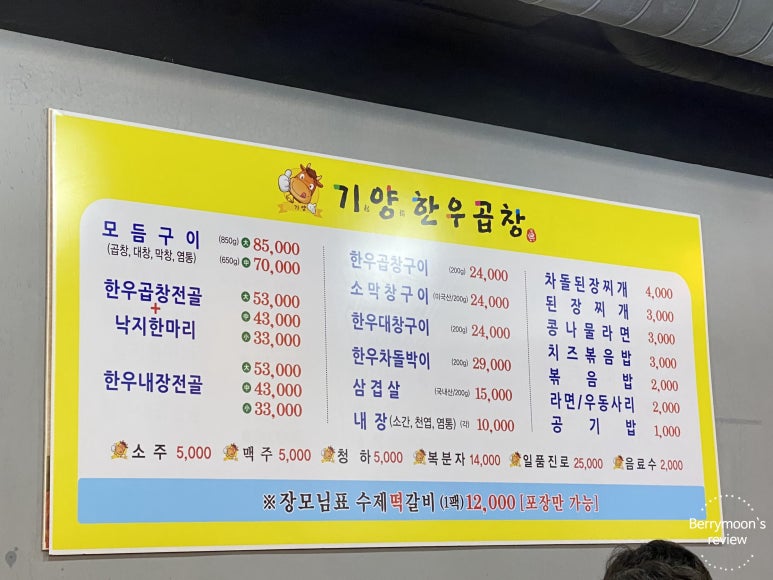 기양한우곱창
기양
모둠구이 (850g) 大 85,000
(곱창, 대창, 막창, 염통) (650g) 中 70,000
한우곱창전골
+
낙지한마리
大 53,000
中 43,000
小 33,000
한우내장전골
大 53,000
中 43,000
小 33,000
한우곱창구이 (200g) 24,000
소막창구이 (미국산/200g) 24,000
한우대창구이 (200g) 24,000
한우차돌박이 (200g) 29,000
삼겹살 (국내산/200g) 15,000
내장 (소간, 천엽, 염통) (각) 10,000
차돌된장찌개 4,000
된장찌개 3,000
콩나물라면 3,000
치즈볶음밥 3,000
볶음밥 2,000
라면/우동사리 2,000
공기밥 1,000
소주 5,000 맥주 5,000 청하 5,000 복분자 14,000 일품진로 25,000 음료수 2,000
※장모님표 수제떡갈비 (1팩) 12,000 [포장만 가능]
Berrymoon's
review